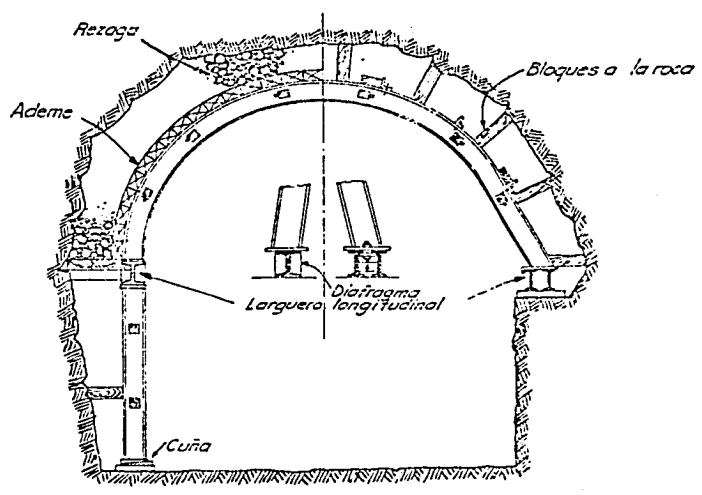 Rezaga
Bloques a la roca
Ademe
Diafragma
Larguero longitudinal
Cuña